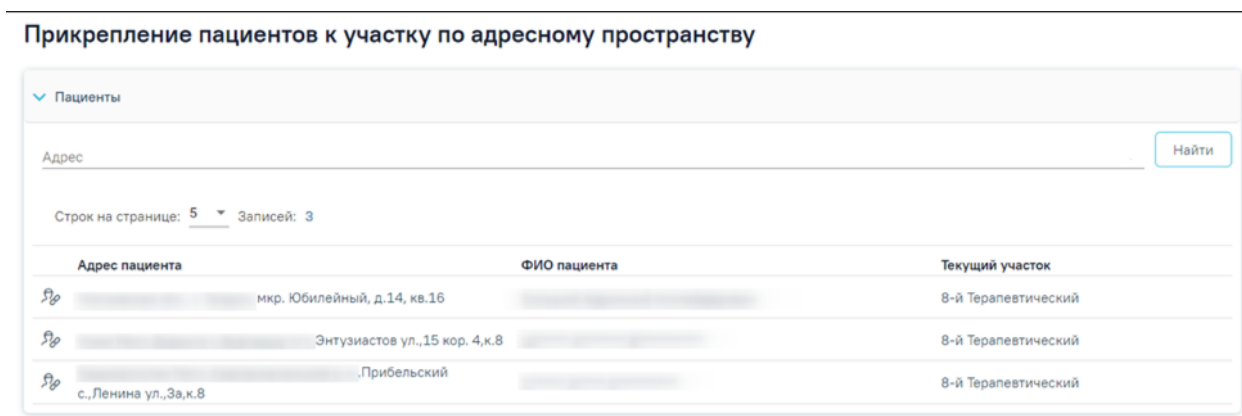 Прикрепление пациентов к участку по адресному пространству
Пациенты
Адрес
Найти
Строк на странице: 5 Записей: 3
Адрес пациента ФИО пациента Текущий участок
мкр. Юбилейный, д.14, кв.16 8-й Терапевтический
Энтузиастов ул.,15 кор. 4,к.8 8-й Терапевтический
,Прибельский
с.,Ленина ул.,3а,к.8 8-й Терапевтический